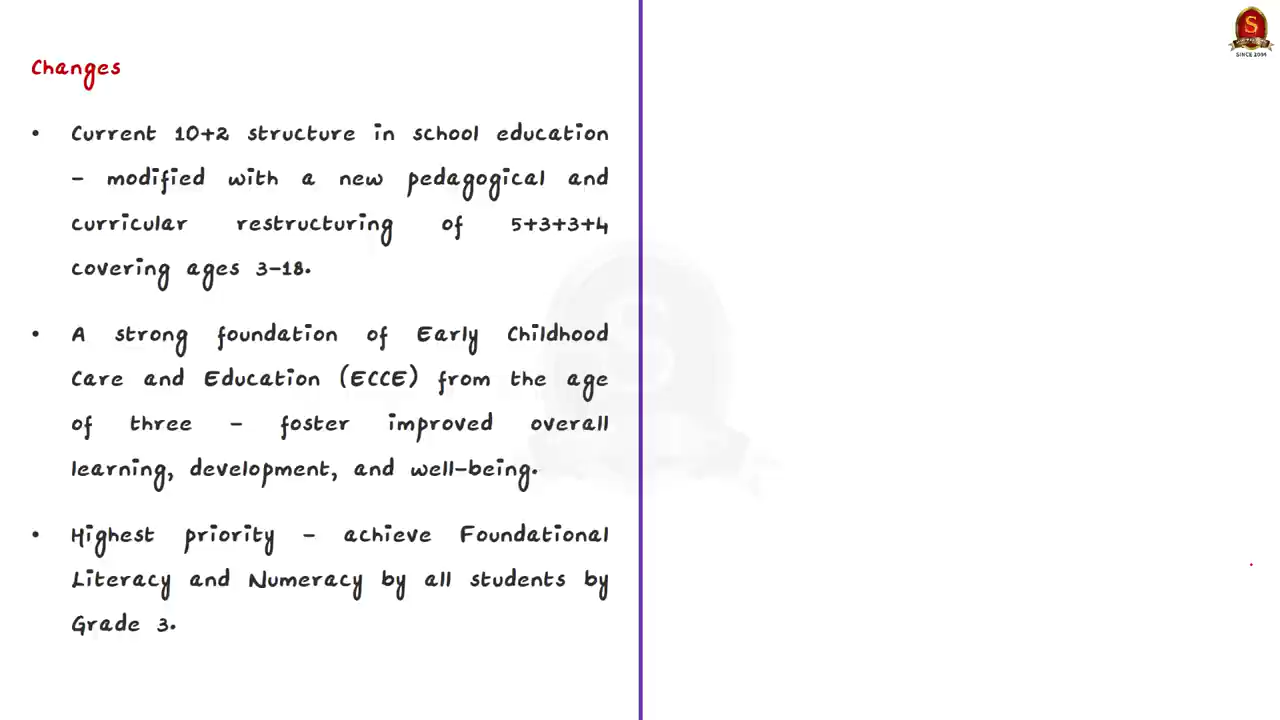 Changes
• Current 10+2 structure in school education
– modified with a new pedagogical and
curricular restructuring of 5+3+3+4
covering ages 3–18.
• A strong foundation of Early Childhood
Care and Education (ECCE) from the age
of three – foster improved overall
learning, development, and well-being.
• Highest priority – achieve Foundational
Literacy and Numeracy by all students by
Grade 3.
S
SINCE 2004